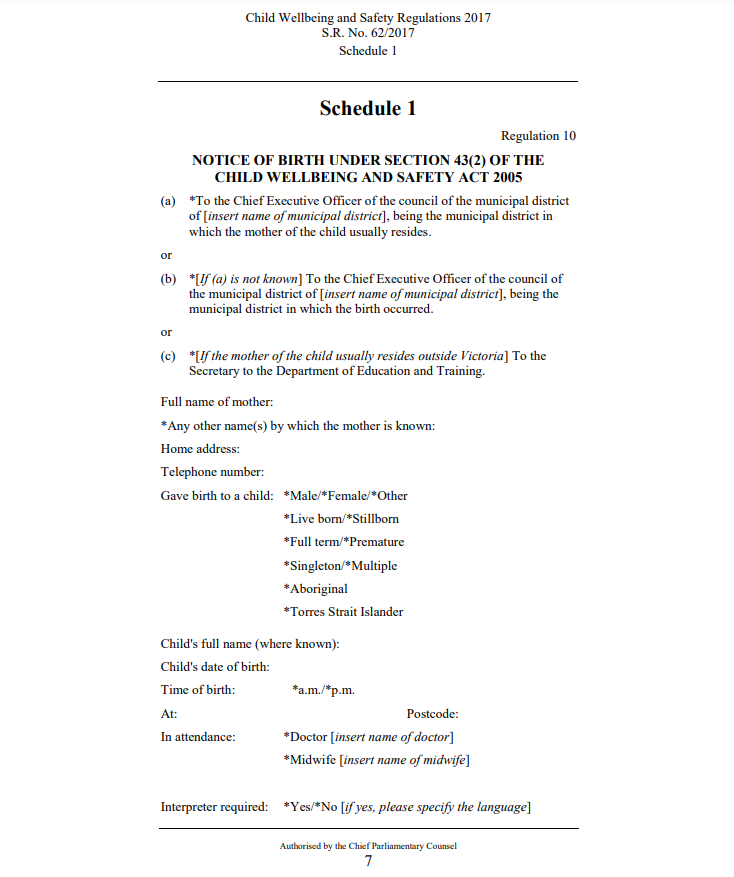 Child Wellbeing and Safety Regulations 2017
S.R. No. 62/2017
Schedule 1
Schedule 1
Regulation 10
NOTICE OF BIRTH UNDER SECTION 43(2) OF THE
CHILD WELLBEING AND SAFETY ACT 2005
(a) *To the Chief Executive Officer of the council of the municipal district
of [insert name of municipal district], being the municipal district in
which the mother of the child usually resides.
or
(b) *[If (a) is not known] To the Chief Executive Officer of the council of
the municipal district of [insert name of municipal district], being the
municipal district in which the birth occurred.
or
(c) *[If the mother of the child usually resides outside Victoria] To the
Secretary to the Department of Education and Training.
Full name of mother:
*Any other name(s) by which the mother is known:
Home address:
Telephone number:
Gave birth to a child: *Male/*Female/*Other
*Live born/*Stillborn
*Full term/*Premature
*Singleton/*Multiple
*Aboriginal
*Torres Strait Islander
Child's full name (where known):
Child's date of birth:
Time of birth: *a.m./*p.m.
At: Postcode:
In attendance: *Doctor [insert name of doctor]
*Midwife [insert name of midwife]
Interpreter required: *Yes/*No [if yes, please specify the language]
Authorised by the Chief Parliamentary Counsel
7